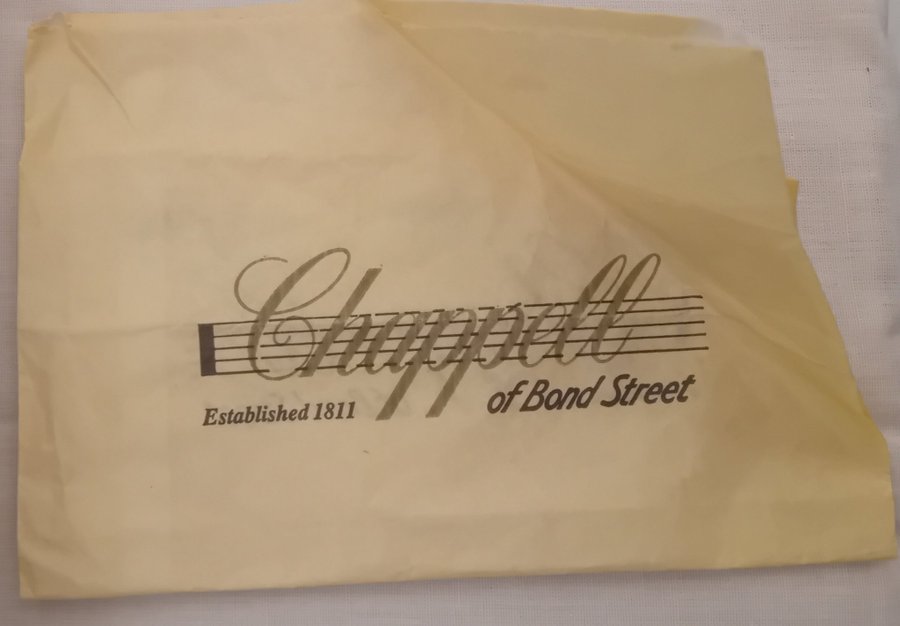 Chappell
of Bond Street
Established 1811